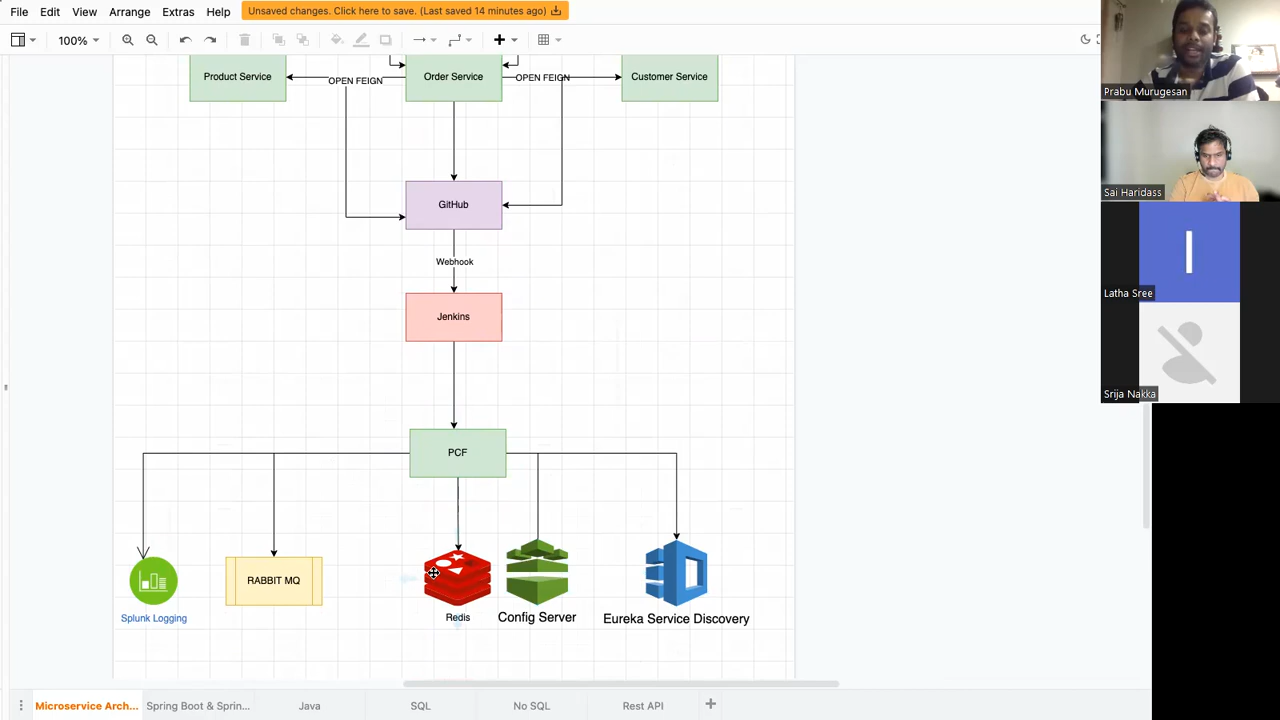 File Edit View Arrange Extras Help Unsaved changes. Click here to save. (Last saved 14 minutes ago)
100%
Product Service
OPEN FEIGN
Order Service
OPEN FEIGN
Customer Service
GitHub
Webhook
Jenkins
PCF
Splunk Logging
RABBIT MQ
Redis
Config Server
Eureka Service Discovery
Microservice Arch... Spring Boot & Sprin... Java SQL No SQL Rest API
Prabu Murugesan
Sai Haridass
I
Latha Sree
Srija Nakka